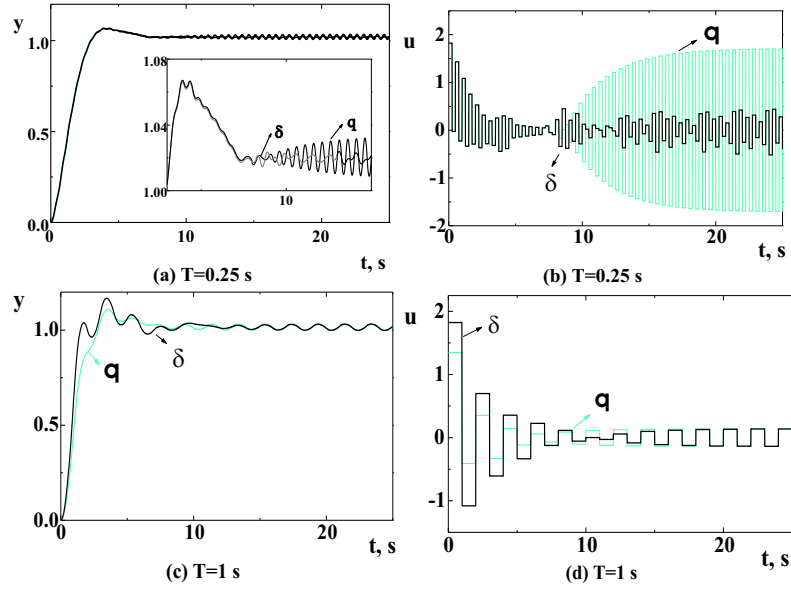 y
1.0
0.5
0.0
0
10
20
t, s
1.08
1.04
1.00
10
δ
q
(a) T=0.25 s
u
2
1
0
-1
-2
0
10
20
t, s
q
δ
(b) T=0.25 s
y
1.0
0.5
0.0
0
10
20
t, s
q
δ
(c) T=1 s
u
2
1
0
-1
0
10
20
t, s
δ
q
(d) T=1 s